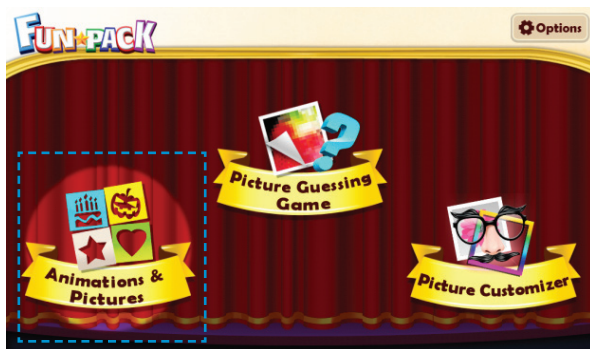 FUN★PACK
Options
Picture Guessing
Game
Animations &
Pictures
Picture Customizer